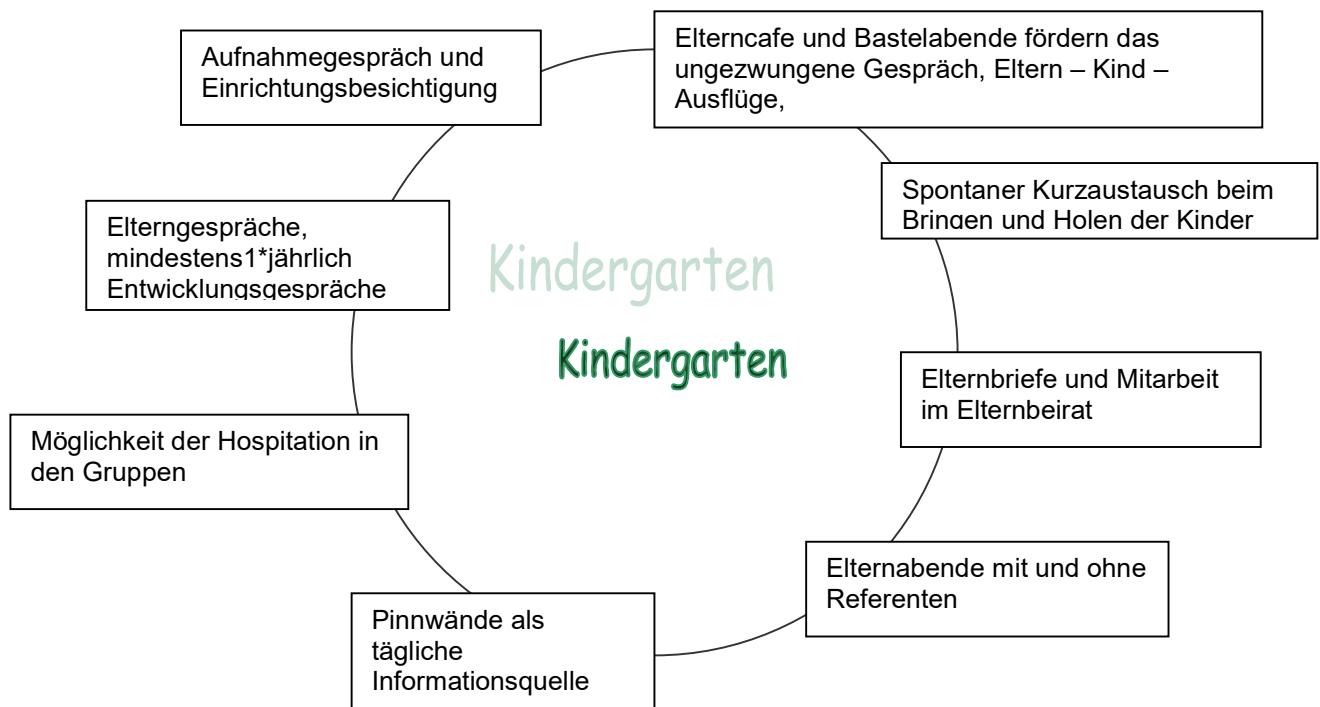 Aufnahmegespräch und
Einrichtungsbesichtigung
Elterncafe und Bastelabende fördern das
ungezwungene Gespräch, Eltern – Kind –
Ausflüge,
Spontaner Kurzaustausch beim
Bringen und Holen der Kinder
Elterngespräche,
mindestens1*jährlich
Entwicklungsgespräche
Kindergarten
Kindergarten
Elternbriefe und Mitarbeit
im Elternbeirat
Möglichkeit der Hospitation in
den Gruppen
Elternabende mit und ohne
Referenten
Pinnwände als
tägliche
Informationsquelle